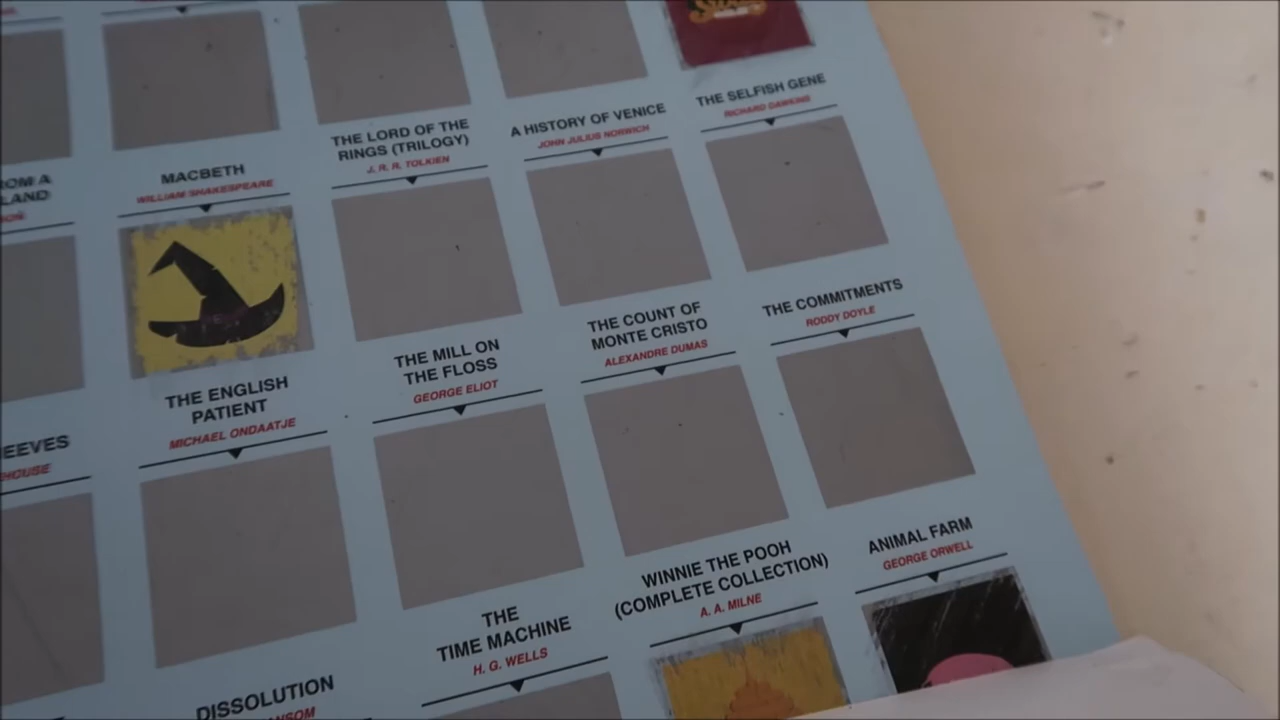 THE SELFISH GENE
RICHARD DAWKINS
A HISTORY OF VENICE
JOHN JULIUS NORWICH
THE LORD OF THE
RINGS (TRILOGY)
J. R. R. TOLKIEN
MACBETH
WILLIAM SHAKESPEARE
A
LAND
THE COMMITMENTS
RODDY DOYLE
THE COUNT OF
MONTE CRISTO
ALEXANDRE DUMAS
THE MILL ON
THE FLOSS
GEORGE ELIOT
THE ENGLISH
PATIENT
MICHAEL ONDAATJE
EEVES
HOUSE
ANIMAL FARM
GEORGE ORWELL
WINNIE THE POOH
(COMPLETE COLLECTION)
A. A. MILNE
THE
TIME MACHINE
H. G. WELLS
DISSOLUTION
ANSOM